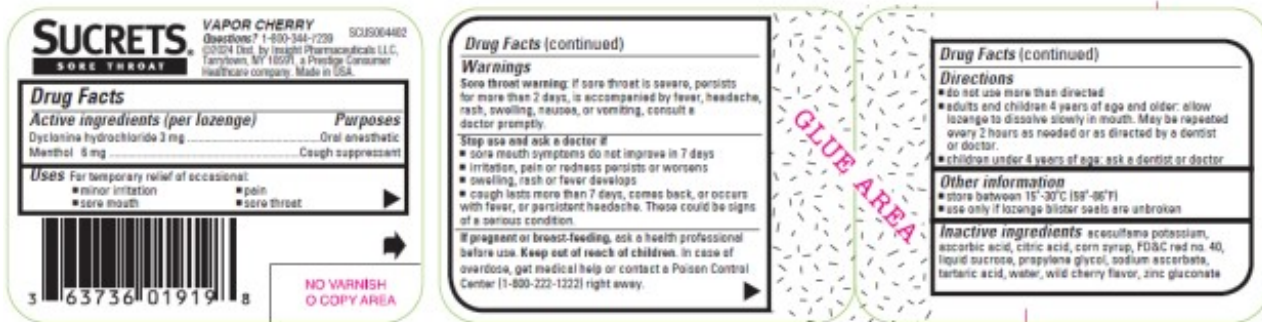 SUCRETS®
SORE THROAT
VAPOR CHERRY
Questions? 1-800-344-7239 SCUS004402
©2024 Dist. by Insight Pharmaceuticals LLC,
Tarrytown, NY 10591, a Prestige Consumer
Healthcare company. Made in USA.
Drug Facts
Active ingredients (per lozenge) Purposes
Dyclonine hydrochloride 3 mg ........ Oral anesthetic
Menthol 6 mg ........ Cough suppressant
Uses For temporary relief of occasional:
■ minor irritation ■ pain
■ sore mouth ■ sore throat
3 63736 01919 8
NO VARNISH
O COPY AREA
Drug Facts (continued)
Warnings
Sore throat warning: if sore throat is severe, persists
for more than 2 days, is accompanied by fever, headache,
rash, swelling, nausea, or vomiting, consult a
doctor promptly.
Stop use and ask a doctor if
■ sore mouth symptoms do not improve in 7 days
■ irritation, pain or redness persists or worsens
■ swelling, rash or fever develops
■ cough lasts more than 7 days, comes back, or occurs
with fever, or persistent headache. These could be signs
of a serious condition.
If pregnant or breast-feeding, ask a health professional
before use. Keep out of reach of children. In case of
overdose, get medical help or contact a Poison Control
Center (1-800-222-1222) right away.
GLUE AREA
Drug Facts (continued)
Directions
■ do not use more than directed
■ adults and children 4 years of age and older: allow
lozenge to dissolve slowly in mouth. May be repeated
every 2 hours as needed or as directed by a dentist
or doctor.
■ children under 4 years of age: ask a dentist or doctor
Other information
■ store between 15°-30°C (59°-86°F)
■ use only if lozenge blister seals are unbroken
Inactive ingredients acesulfame potassium,
ascorbic acid, citric acid, corn syrup, FD&C red no. 40,
liquid sucrose, propylene glycol, sodium ascorbate,
tartaric acid, water, wild cherry flavor, zinc gluconate